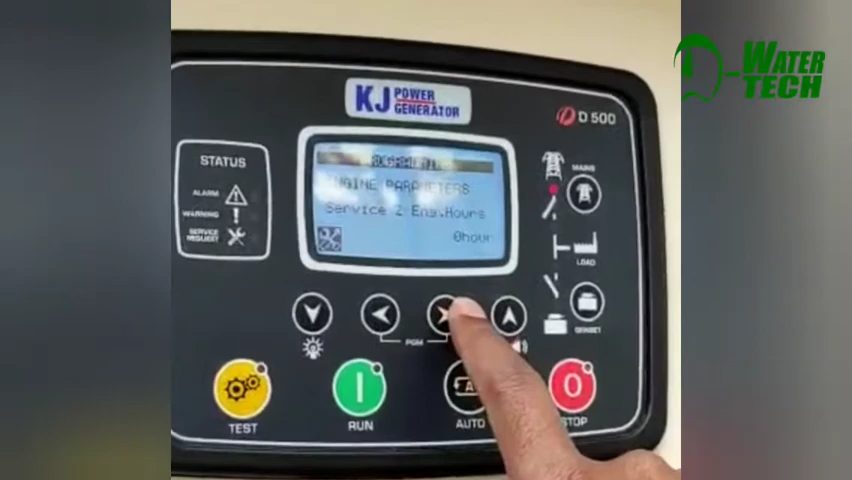 WATER
TECH
KJ POWER
GENERATOR
D 500
STATUS
ALARM
WARNING
SERVICE
REQUEST
MAINS
ENGINE PARAMETERS
Service 2 Eng.Hours
0hour
LOAD
GENSET
PGM
TEST
RUN
AUTO
STOP